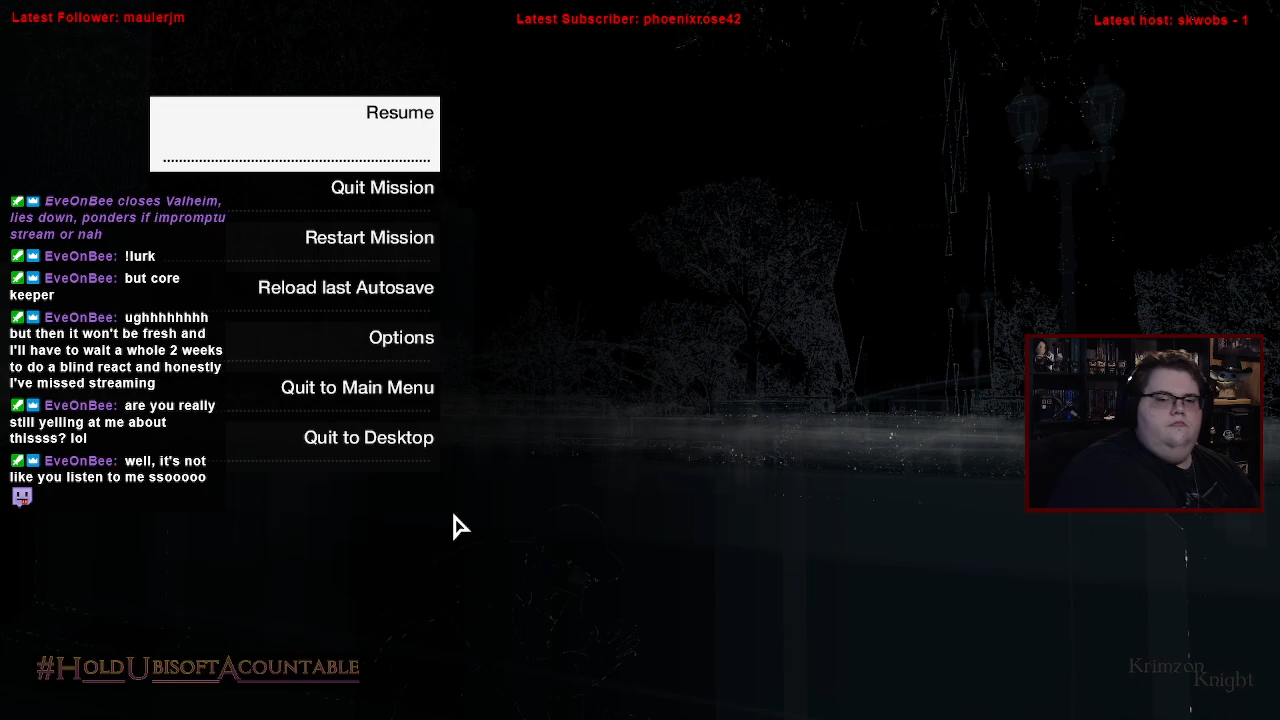 Latest Follower: maulerjm
Latest Subscriber: phoenixrose42
Latest host: skwobs - 1
Resume
Quit Mission
Restart Mission
Reload last Autosave
Options
Quit to Main Menu
Quit to Desktop
EveOnBee closes Valheim,
lies down, ponders if impromptu
stream or nah
EveOnBee: !lurk
EveOnBee: but core
keeper
EveOnBee: ughhhhhhhh
but then it won't be fresh and
I'll have to wait a whole 2 weeks
to do a blind react and honestly
I've missed streaming
EveOnBee: are you really
still yelling at me about
thissss? lol
EveOnBee: well, it's not
like you listen to me ssooooo
#HoldUbisoftAcountable
Krimzon
Knight